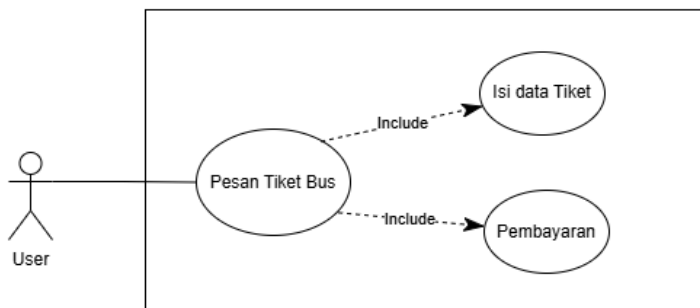 Isi data Tiket
Include
Pesan Tiket Bus
Include
Pembayaran
User